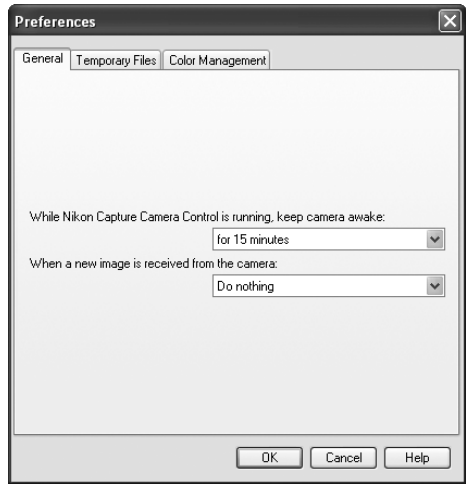 Preferences
General Temporary Files Color Management
While Nikon Capture Camera Control is running, keep camera awake:
for 15 minutes
When a new image is received from the camera:
Do nothing
OK Cancel Help